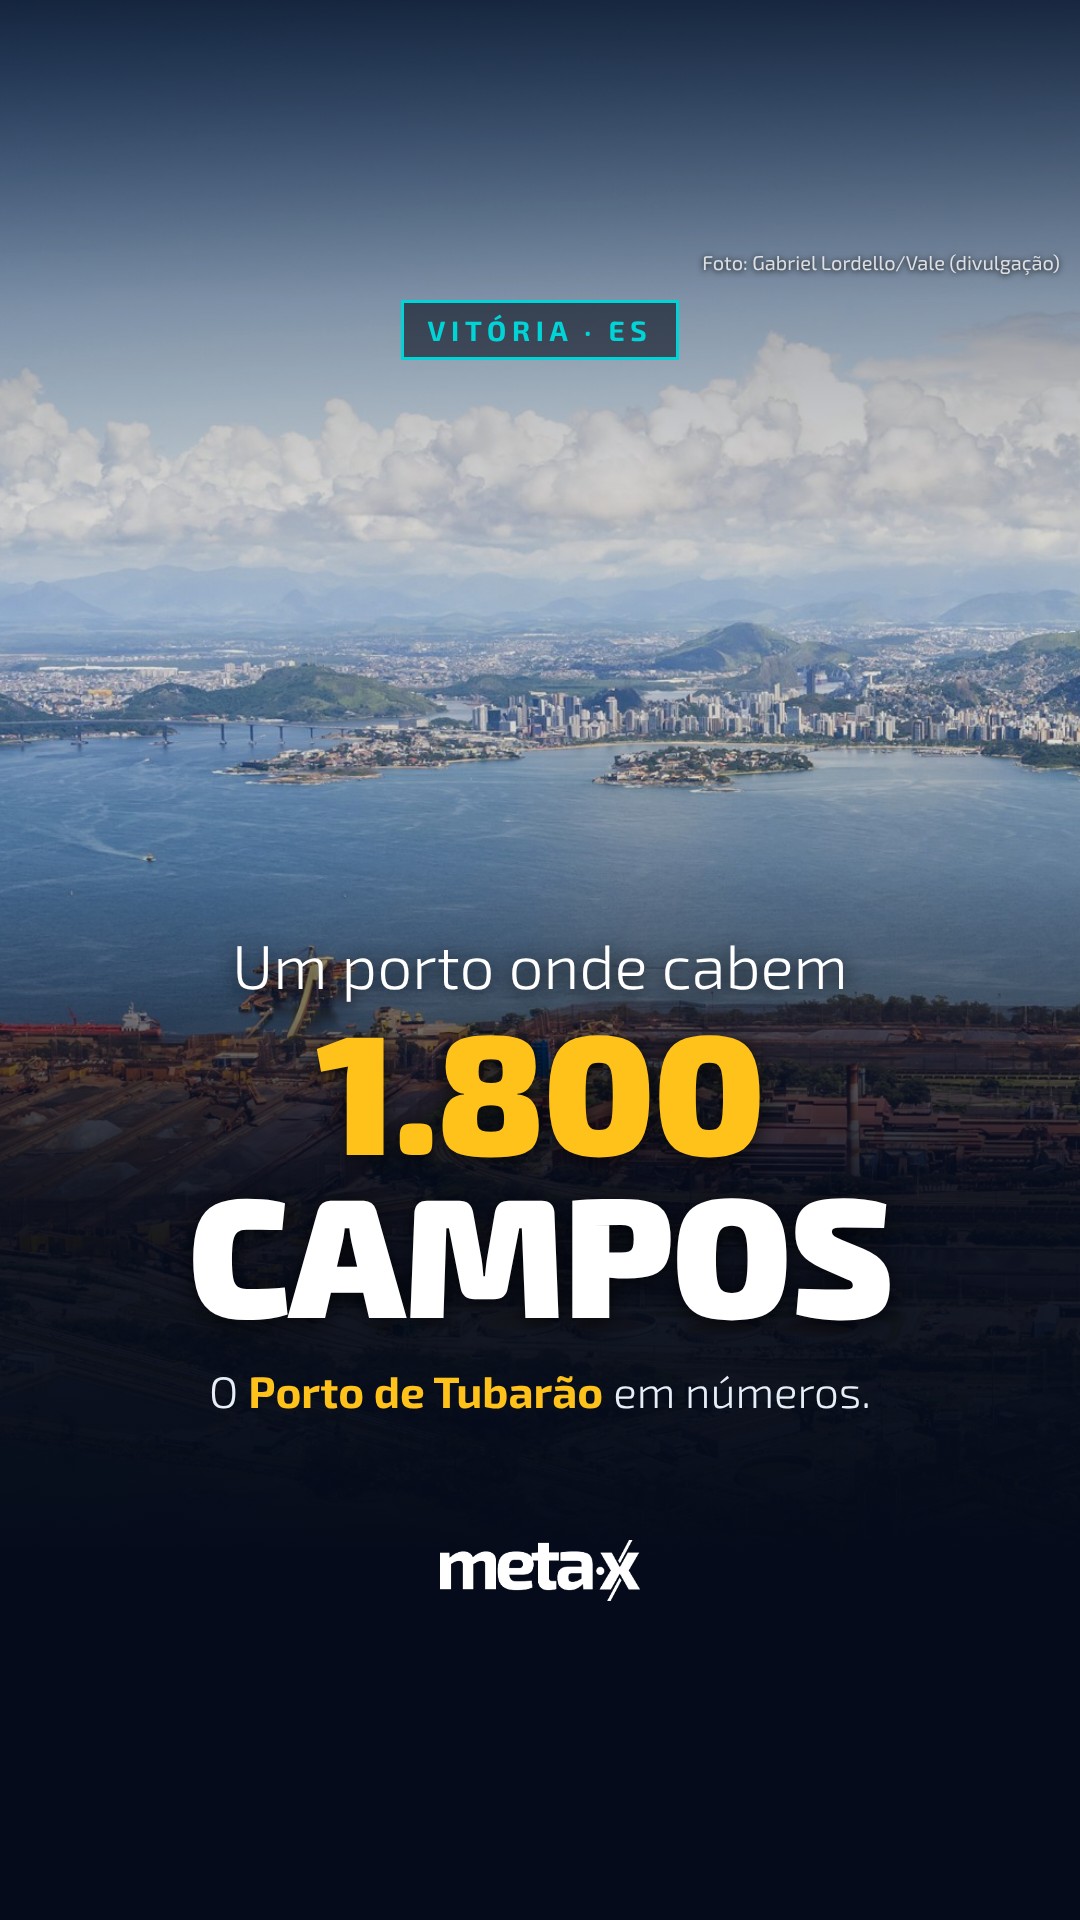 Foto: Gabriel Lordello/Vale (divulgação)
VITÓRIA · ES
Um porto onde cabem
1.800
CAMPOS
O Porto de Tubarão em números.
meta·x